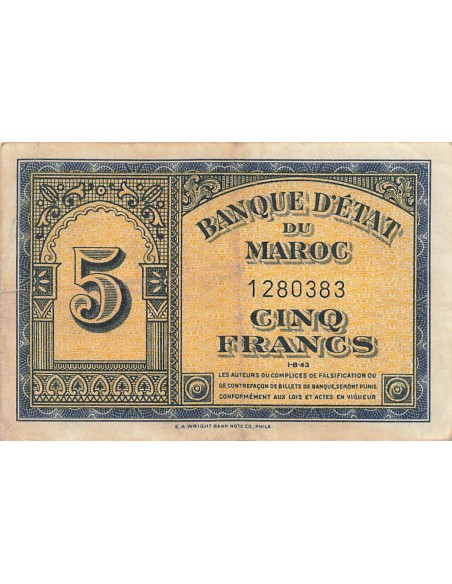 BANQUE D'ÉTAT
DU
MAROC
1280383
5
CINQ
FRANCS
1-8-43
LES AUTEURS OU COMPLICES DE FALSIFICATION OU
DE CONTREFAÇON DE BILLETS DE BANQUE, SERONT PUNIS
CONFORMÉMENT AUX LOIS ET ACTES EN VIGUEUR
E. A. WRIGHT BANK NOTE CO., PHILA.